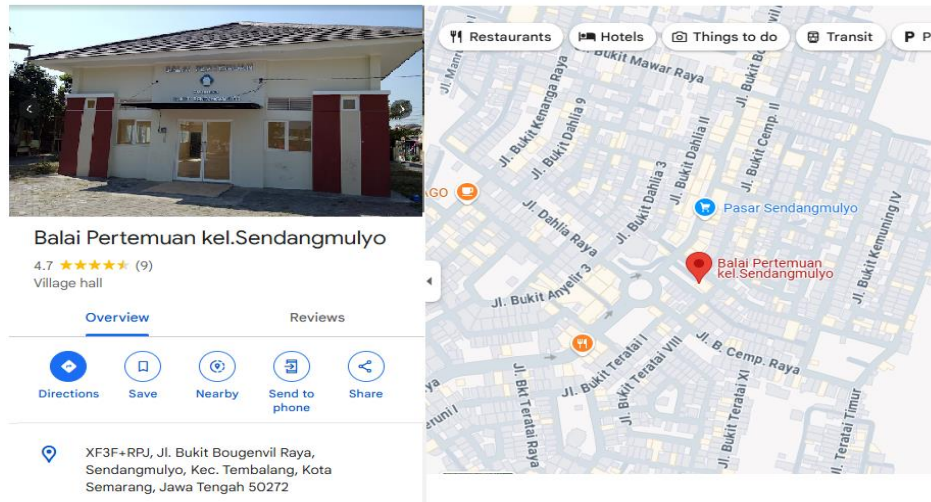 Balai Pertemuan kel.Sendangmulyo
4.7
(9)
Village hall
Overview
Reviews
Directions
Save
Nearby
Send to
phone
Share
XF3F+RPJ, Jl. Bukit Bougenvil Raya,
Sendangmulyo, Kec. Tembalang, Kota
Semarang, Jawa Tengah 50272
Restaurants
Hotels
Things to do
Transit
P
Bukit Mawar Raya
Jl. Bukit Kenanga Raya
Jl. Bukit Dahlia 9
Jl. Bukit Dahlia II
Jl. Bukit Cemp. II
Jl. Bukit Dahlia 3
AGO
Pasar Sendangmulyo
Jl. Dahlia Raya
Jl. Bukit Kemuning IV
Balai Pertemuan
kel.Sendangmulyo
Jl. Bukit Anyelir 3
Jl. B. Cemp. Raya
Jl. Bukit Teratai I
Jl. Bukit Teratai VIII
Jl. Bkt Teratai Raya
Jl. Bukit Teratai XI
Jl. Teratai Timur